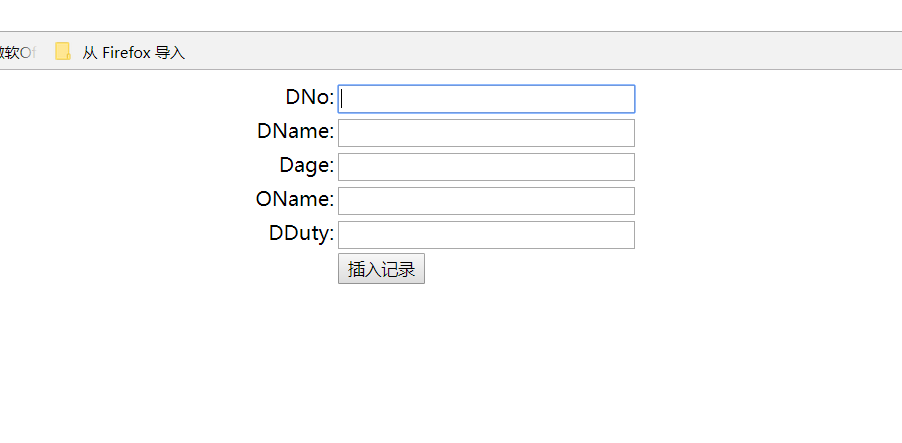 从 Firefox 导入
DNo:
DName:
Dage:
OName:
DDuty:
插入记录